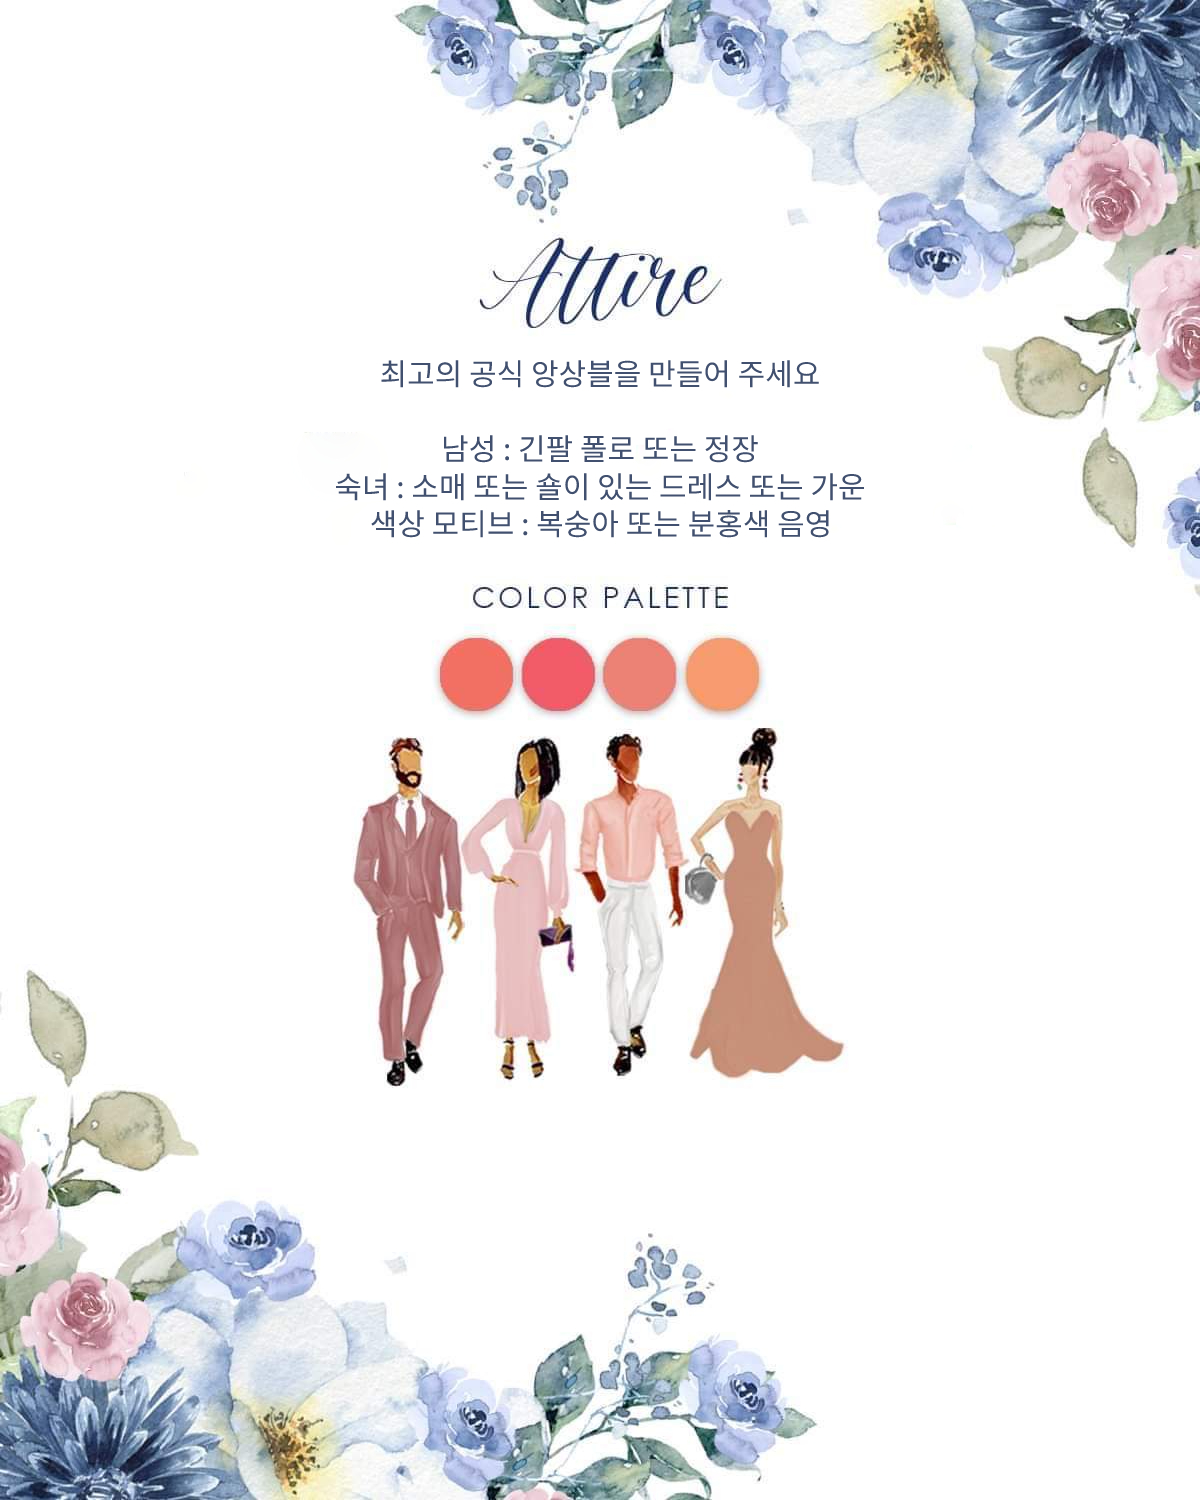 Attire
최고의 공식 앙상블을 만들어 주세요
남성 : 긴팔 폴로 또는 정장
숙녀 : 소매 또는 숄이 있는 드레스 또는 가운
색상 모티브 : 복숭아 또는 분홍색 음영
COLOR PALETTE